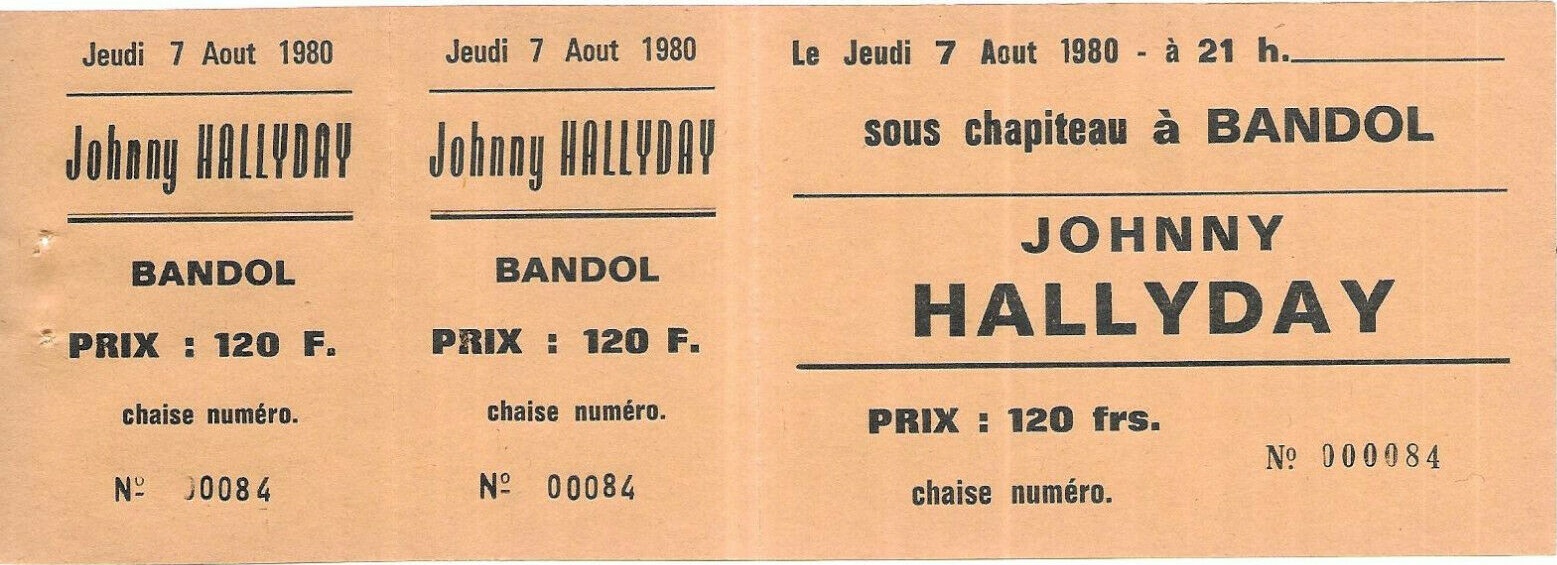 Jeudi 7 Aout 1980
Johnny HALLYDAY
BANDOL
PRIX : 120 F.
chaise numéro.
Nº 00084
Jeudi 7 Aout 1980
Johnny HALLYDAY
BANDOL
PRIX : 120 F.
chaise numéro.
Nº 00084
Le Jeudi 7 Aout 1980 - à 21 h.
sous chapiteau à BANDOL
JOHNNY
HALLYDAY
PRIX : 120 frs.
Nº 000084
chaise numéro.